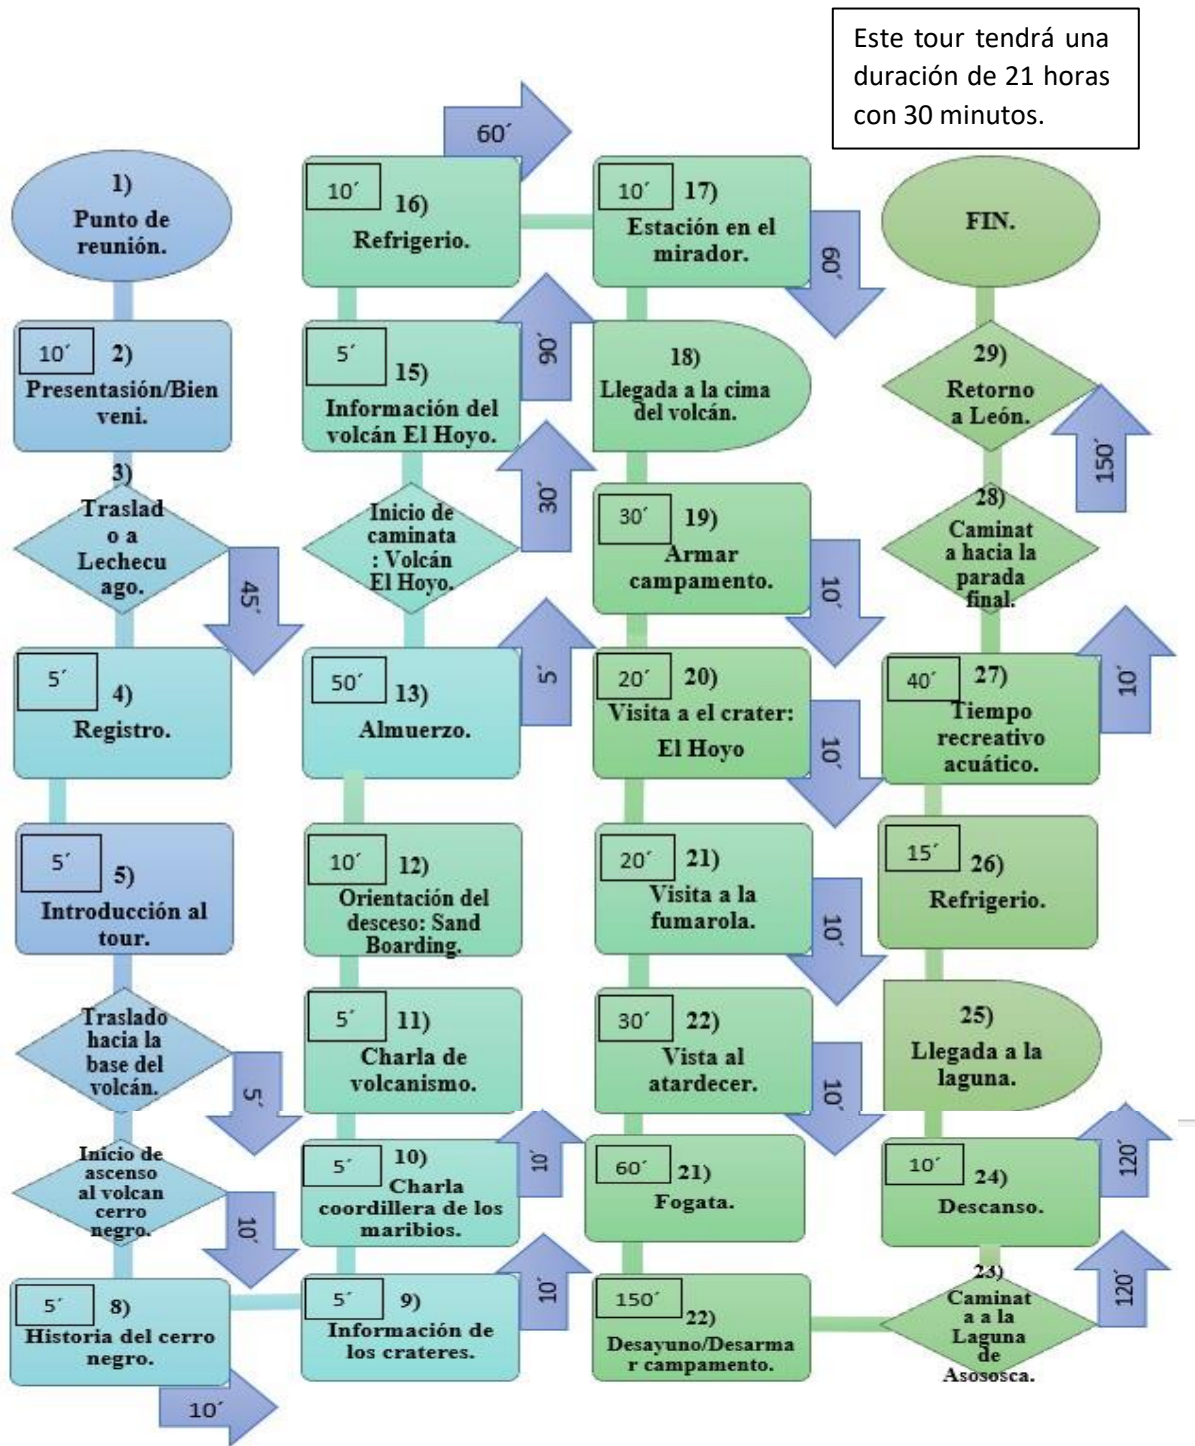 Este tour tendrá una
duración de 21 horas
con 30 minutos.
1)
Punto de
reunión.
10´
2)
Presentasión/Bien
veni.
3)
Traslad
o a
Lechecu
ago.
45´
5´
4)
Registro.
5´
5)
Introducción al
tour.
Traslado
hacia la
base del
volcán.
5´
Inicio de
ascenso
al volcan
cerro
negro.
10´
5´
8)
Historia del cerro
negro.
10´
5´
9)
Información de
los crateres.
10´
5´
10)
Charla
coordillera de los
maribios.
10´
5´
11)
Charla de
volcanismo.
10´
12)
Orientación del
desceso: Sand
Boarding.
50´
13)
Almuerzo.
5´
Inicio de
caminata
: Volcán
El Hoyo.
30´
5´
15)
Información del
volcán El Hoyo.
90´
10´
16)
Refrigerio.
60´
10´
17)
Estación en el
mirador.
60´
18)
Llegada a la cima
del volcán.
30´
19)
Armar
campamento.
10´
20´
20)
Visita a el crater:
El Hoyo
10´
20´
21)
Visita a la
fumarola.
10´
30´
22)
Vista al
atardecer.
10´
60´
21)
Fogata.
150´
22)
Desayuno/Desarma
r campamento.
23)
Caminat
a a la
Laguna
de
Asososca.
120´
10´
24)
Descanso.
120´
25)
Llegada a la
laguna.
15´
26)
Refrigerio.
40´
27)
Tiempo
recreativo
acuático.
10´
28)
Caminat
a hacia la
parada
final.
150´
29)
Retorno
a León.
FIN.